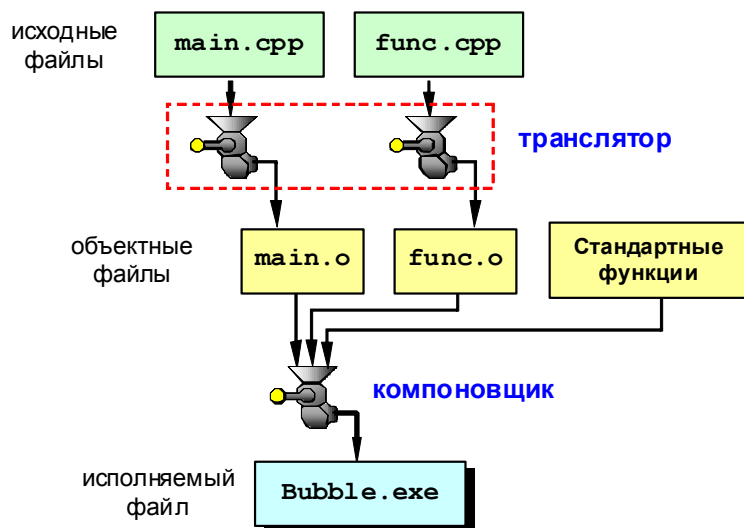 исходные
файлы
main.cpp
func.cpp
транслятор
объектные
файлы
main.o
func.o
Стандартные
функции
компоновщик
исполняемый
файл
Bubble.exe